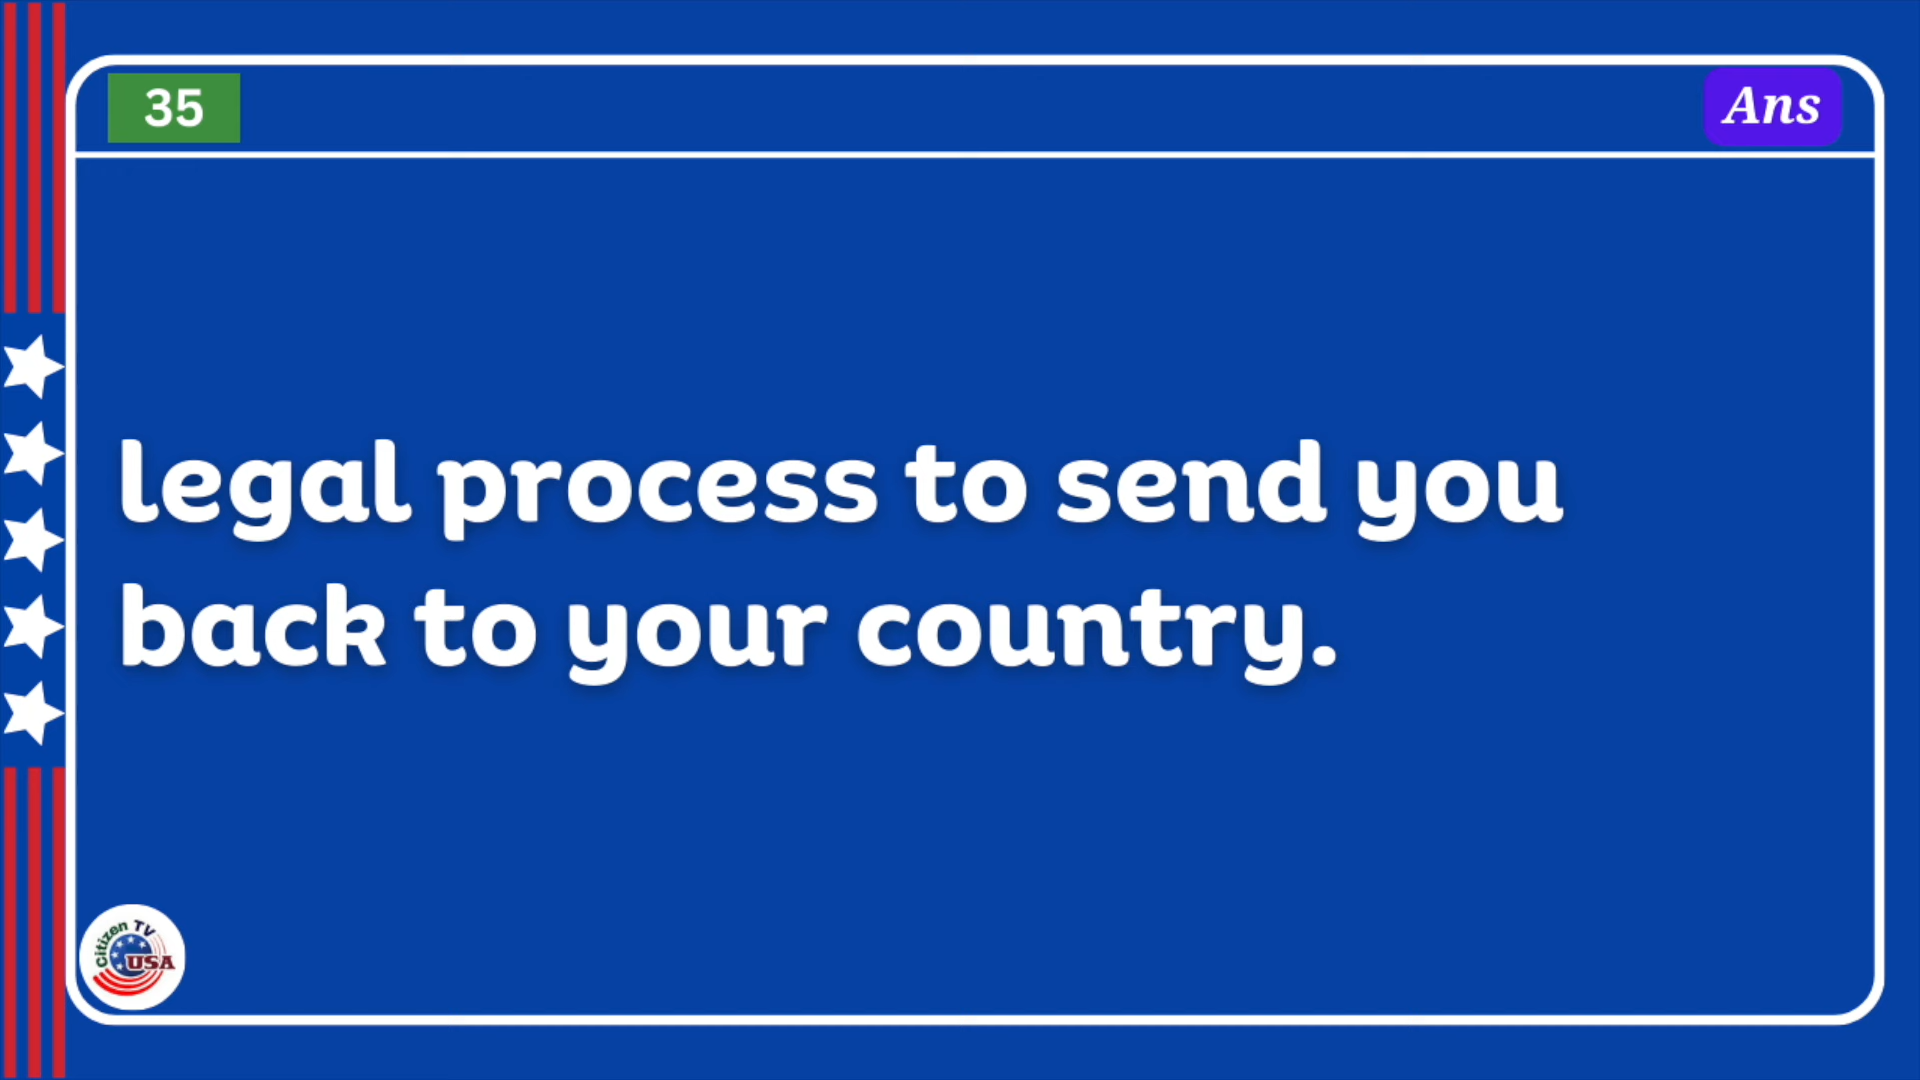 35
Ans
legal process to send you
back to your country.
Citizen TV
USA